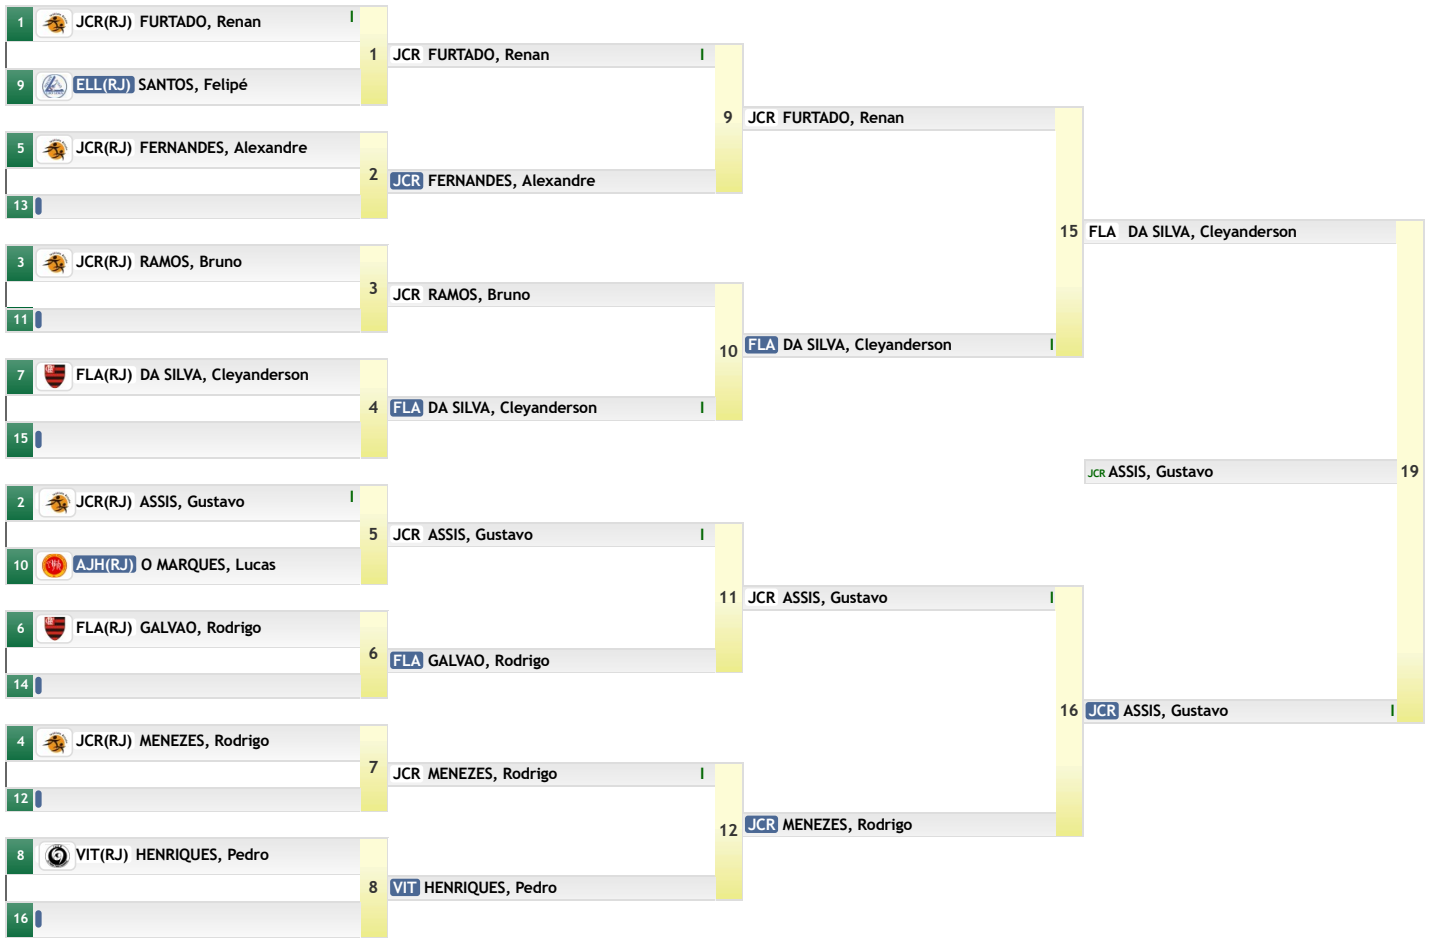 1 JCR(RJ) FURTADO, Renan I
9 ELL(RJ) SANTOS, Felipé
1
5 JCR(RJ) FERNANDES, Alexandre
13
2
3 JCR(RJ) RAMOS, Bruno
11
3
7 FLA(RJ) DA SILVA, Cleyanderson
15
4
2 JCR(RJ) ASSIS, Gustavo I
10 AJH(RJ) O MARQUES, Lucas
5
6 FLA(RJ) GALVAO, Rodrigo
14
6
4 JCR(RJ) MENEZES, Rodrigo
12
7
8 VIT(RJ) HENRIQUES, Pedro
16
8
JCR FURTADO, Renan I
JCR FERNANDES, Alexandre
9
JCR RAMOS, Bruno
FLA DA SILVA, Cleyanderson I
10
JCR ASSIS, Gustavo I
FLA GALVAO, Rodrigo
11
JCR MENEZES, Rodrigo I
VIT HENRIQUES, Pedro
12
JCR FURTADO, Renan
FLA DA SILVA, Cleyanderson I
15
JCR ASSIS, Gustavo I
JCR MENEZES, Rodrigo
16
FLA DA SILVA, Cleyanderson
JCR ASSIS, Gustavo
19
JCR ASSIS, Gustavo I